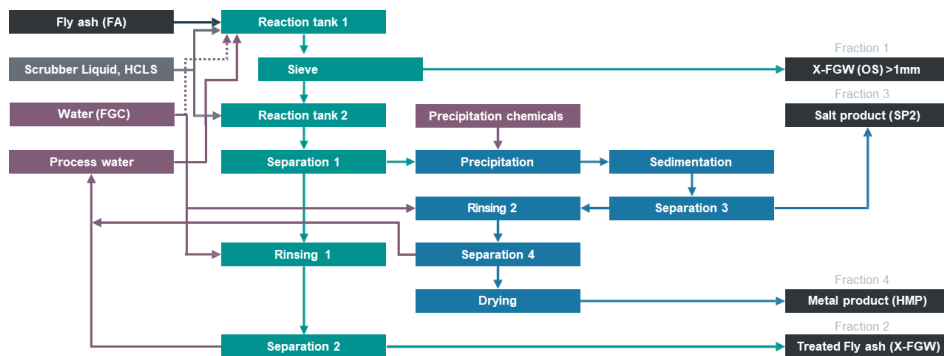 Fly ash (FA)
Reaction tank 1
Fraction 1
Scrubber Liquid, HCLS
Sieve
X-FGW (OS) >1mm
Fraction 3
Water (FGC)
Reaction tank 2
Precipitation chemicals
Salt product (SP2)
Process water
Separation 1
Precipitation
Sedimentation
Rinsing 2
Separation 3
Rinsing 1
Separation 4
Fraction 4
Drying
Metal product (HMP)
Fraction 2
Separation 2
Treated Fly ash (X-FGW)